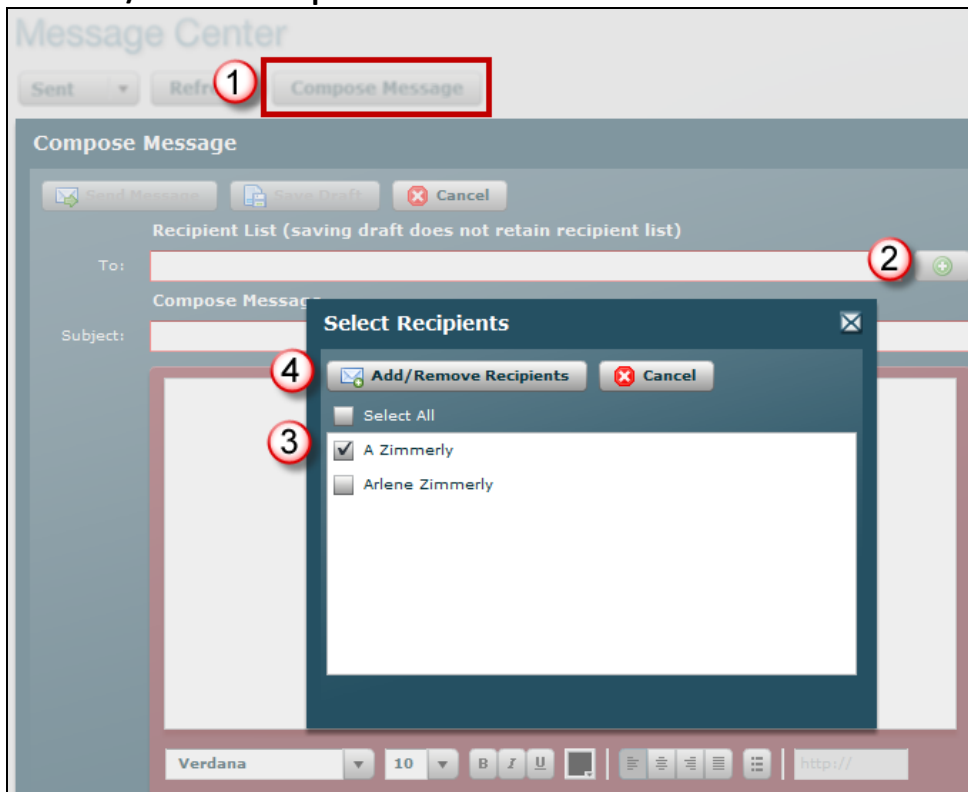 Message Center
Sent Refr 1 Compose Message
Compose Message
Send Message Save Draft Cancel
Recipient List (saving draft does not retain recipient list)
To: 2
Compose Message
Subject:
Select Recipients
4 Add/Remove Recipients Cancel
Select All
3 A Zimmerly
Arlene Zimmerly
Verdana 10 B I U http://